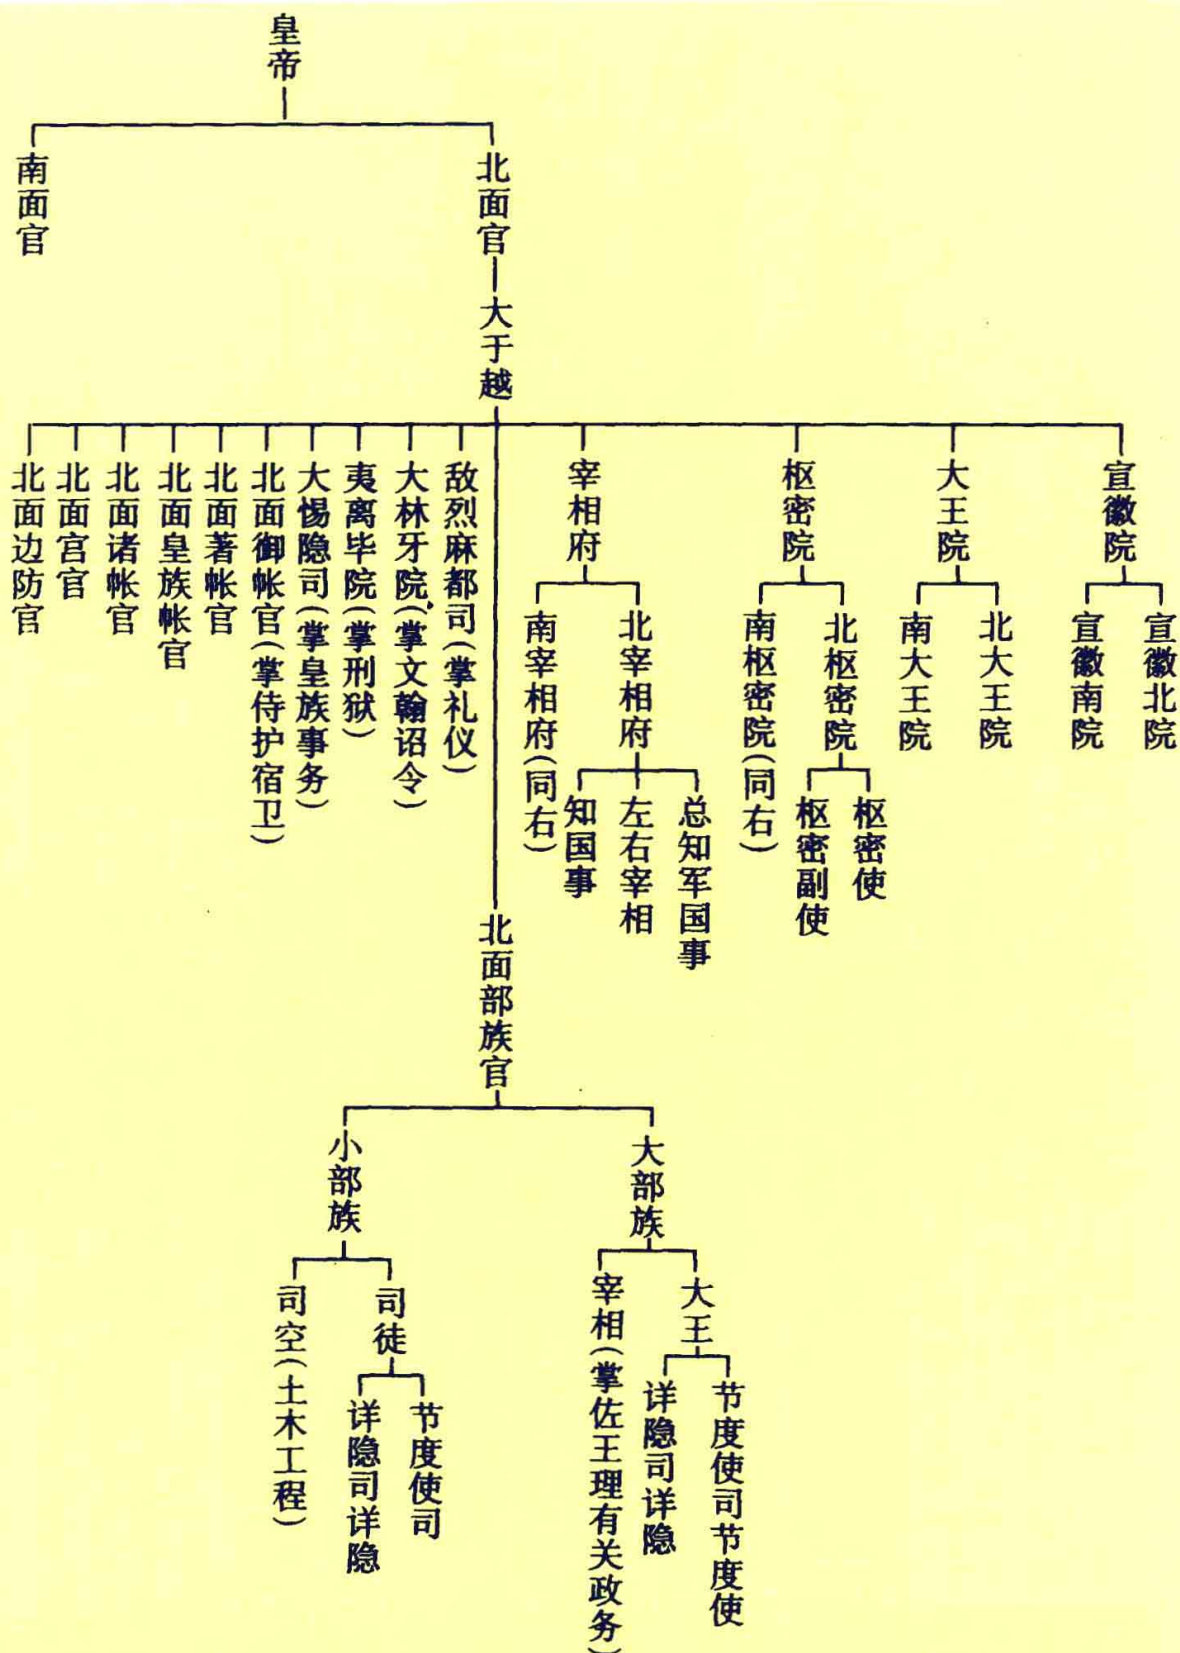 皇帝
北面官
南面官
大于越
宣徽院
宣徽北院
宣徽南院
大王院
北大王院
南大王院
枢密院
北枢密院
枢密使
枢密副使
南枢密院(同右)
宰相府
北宰相府
总知军国事
左右宰相
知国事
南宰相府(同右)
敌烈麻都司(掌礼仪)
大林牙院(掌文翰诏令)
夷离毕院(掌刑狱)
大惕隐司(掌皇族事务)
北面御帐官(掌侍护宿卫)
北面著帐官
北面皇族帐官
北面诸帐官
北面宫官
北面边防官
北面部族官
大部族
大王
节度使司节度使
详隐司详隐
宰相(掌佐王理有关政务)
小部族
司徒
节度使司
详隐司详隐
司空(土木工程)